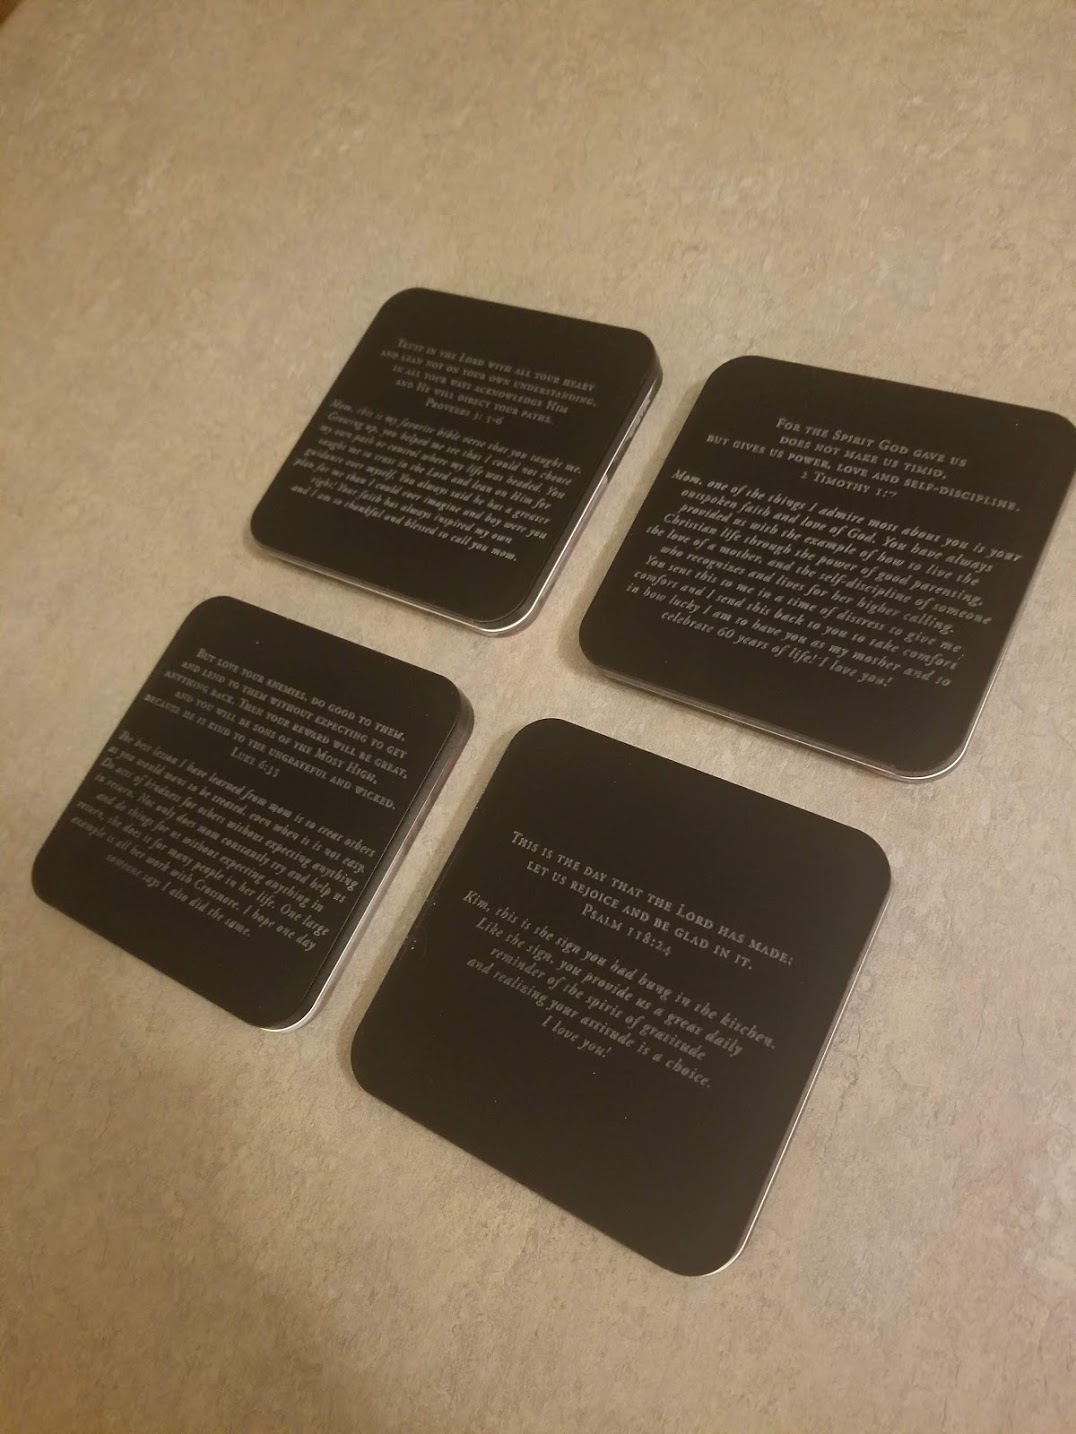 Trust in the Lord with all your heart
and lean not on your own understanding,
in all your ways acknowledge Him
and He will direct your paths.
Proverbs 3: 5-6
Mom, this is my favorite bible verse that you taught me.
Growing up, you helped me see that I could not choose
my own path or control where my life was headed. You
taught me to trust in the Lord and lean on Him for
guidance over myself. You always said he has a greater
plan for me than I could ever imagine and boy were you
right! Your faith has always inspired my own
and I am so thankful and blessed to call you mom.
For the Spirit God gave us
does not make us timid,
but gives us power, love and self-discipline.
2 Timothy 1:7
Mom, one of the things I admire most about you is your
outspoken faith and love of God. You have always
provided us with the example of how to live the
Christian life through the power of good parensing,
the love of a mother, and the self-discipline of someone
who recognizes and lives for her higher calling.
You sent this to me in a time of distress to give me
comfort and I send this back to you to take comfort
in how lucky I am to have you as my mother and to
celebrate 60 years of life! I love you!
But love your enemies, do good to them,
and lend to them without expecting to get
anything back. Then your reward will be great,
and you will be sons of the Most High,
because he is kind to the ungrateful and wicked.
Luke 6:35
The best lesson I have learned from mom is to treat others
as you would want to be treated, even when it is not easy.
Do acts of kindness for others without expecting anything
in return. Not only does mom constantly try and help us
and do things for us without expecting anything in
return, she does it for many people in her life. One large
example is all her work with Crossnore. I hope one day
someone says I also did the same.
This is the day that the Lord has made;
let us rejoice and be glad in it.
Psalm 118:24
Kim, this is the sign you had hung in the kitchen.
Like the sign, you provide us a great daily
reminder of the spirit of gratitude
and realizing your attitude is a choice.
I love you!